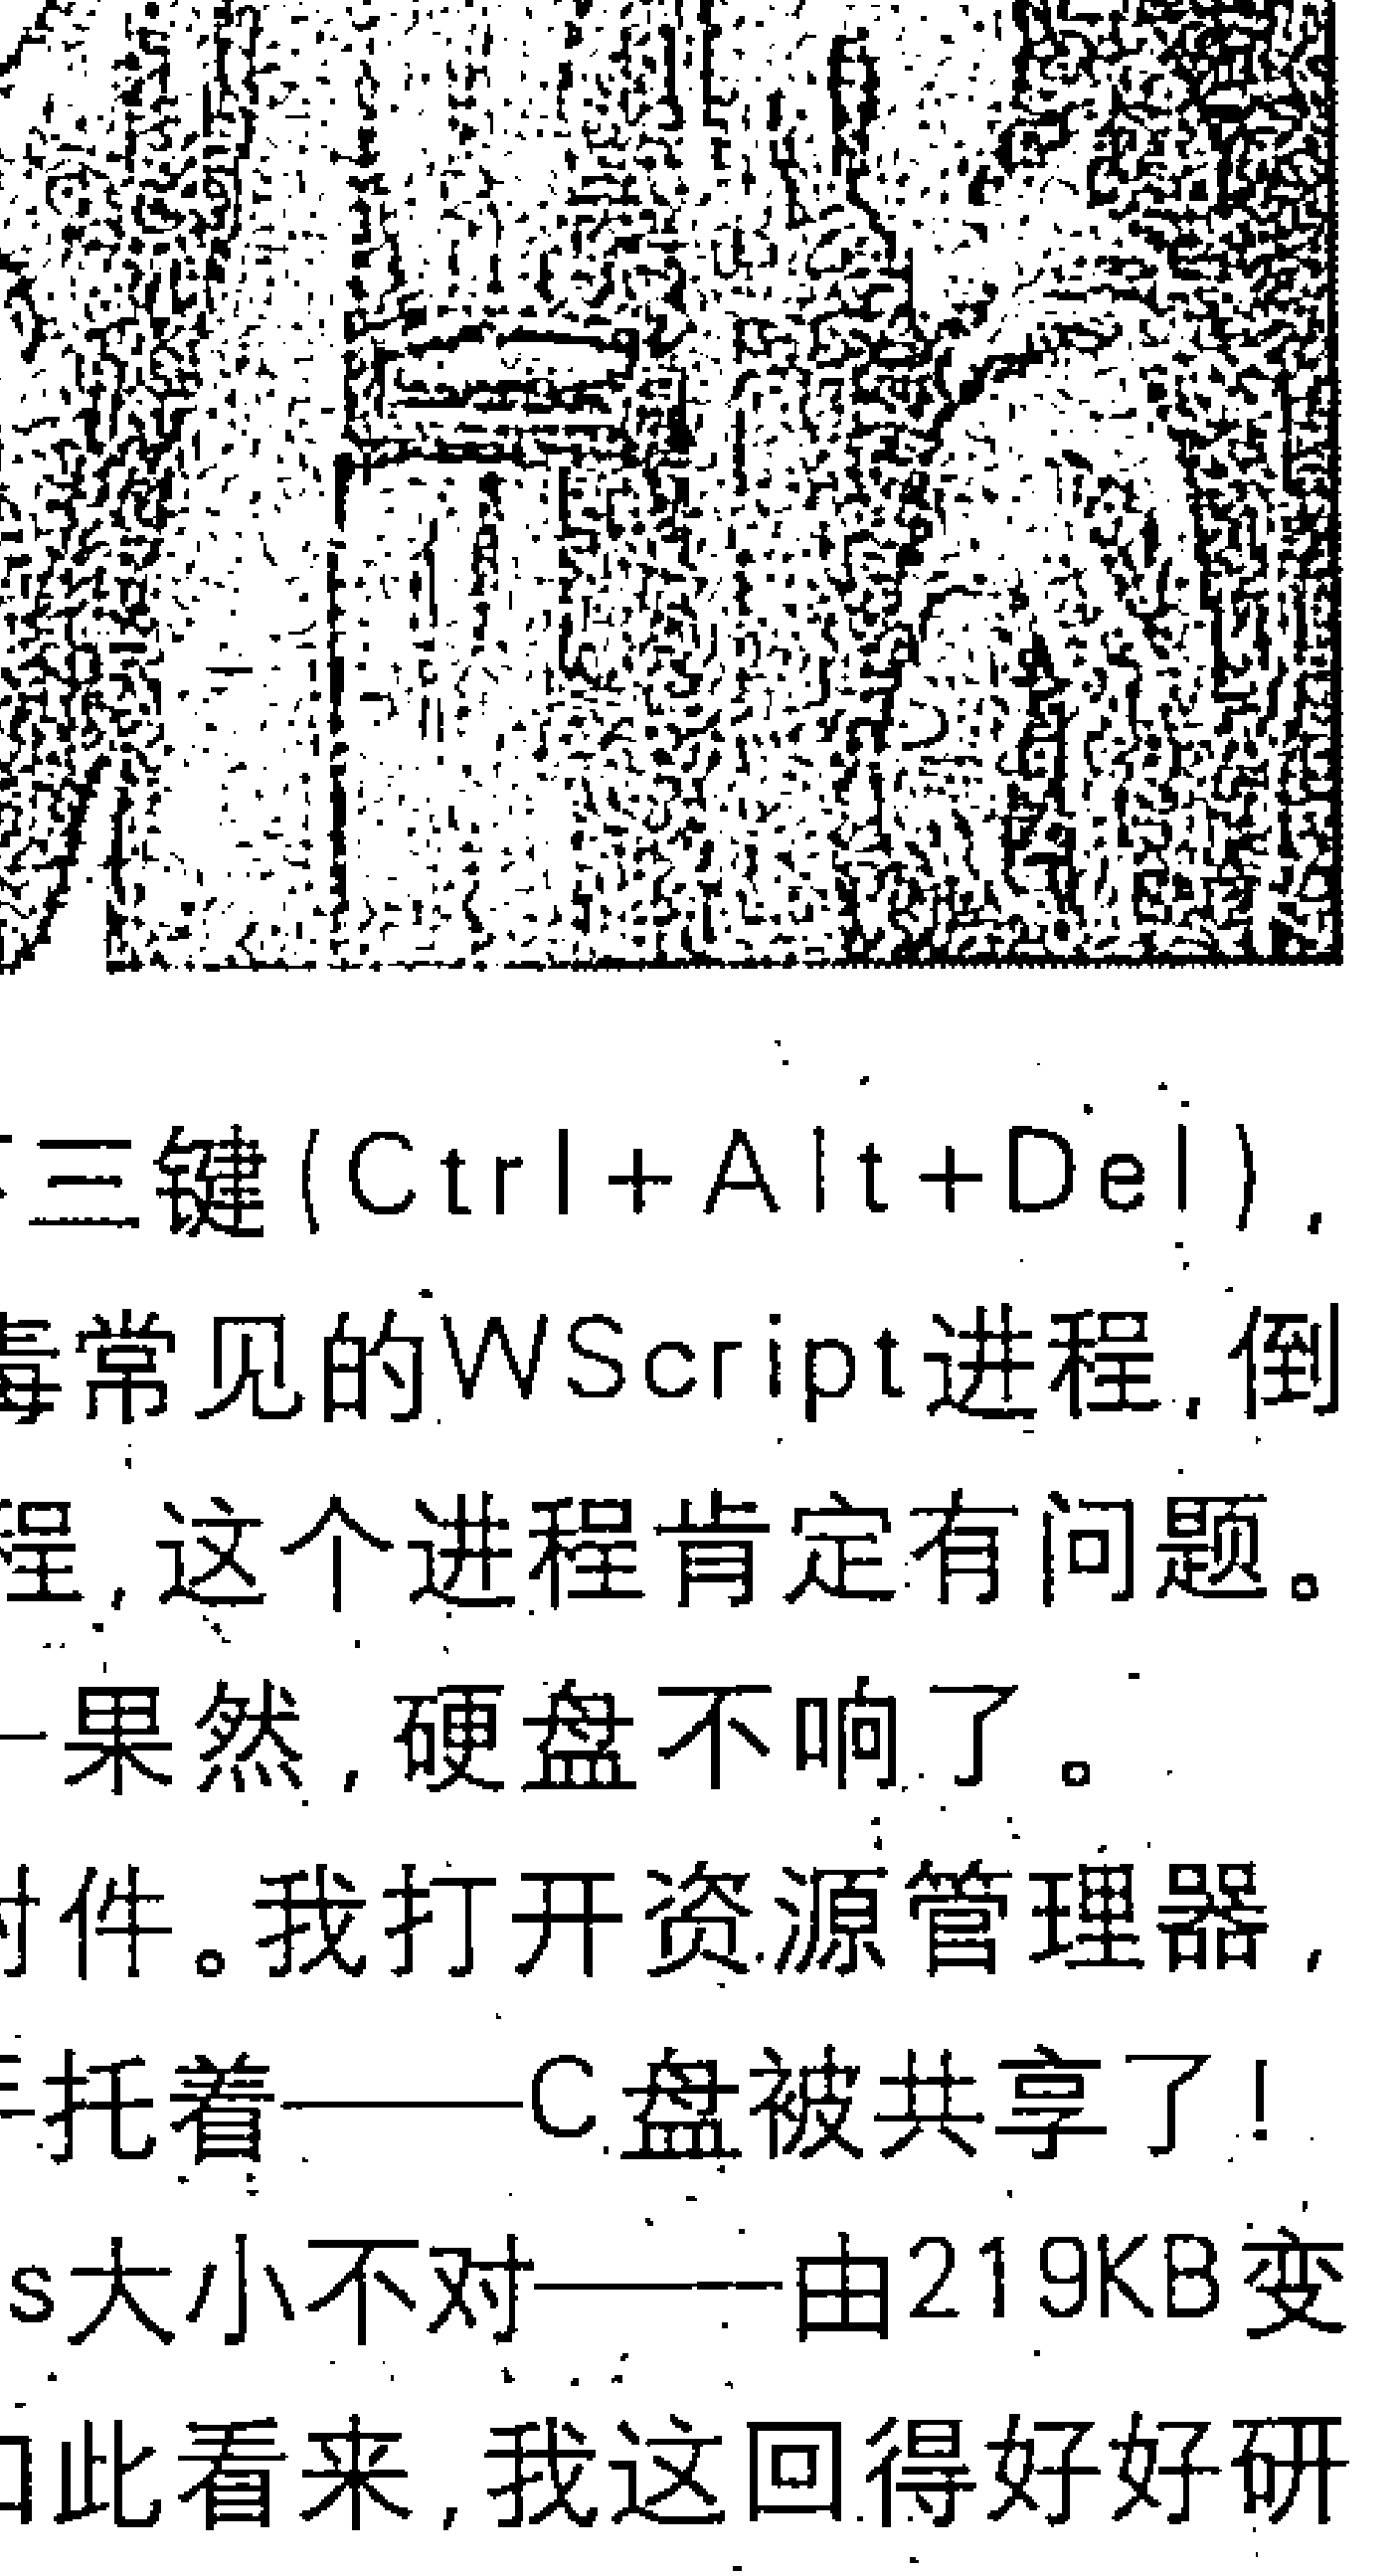 三键(Ctrl+Alt+Del),
毒常见的WScript进程,倒
程,这个进程肯定有问题。
—果然,硬盘不响了。
附件。我打开资源管理器,
手托着——C盘被共享了!
s大小不对——由219KB变
如此看来,我这回得好好研